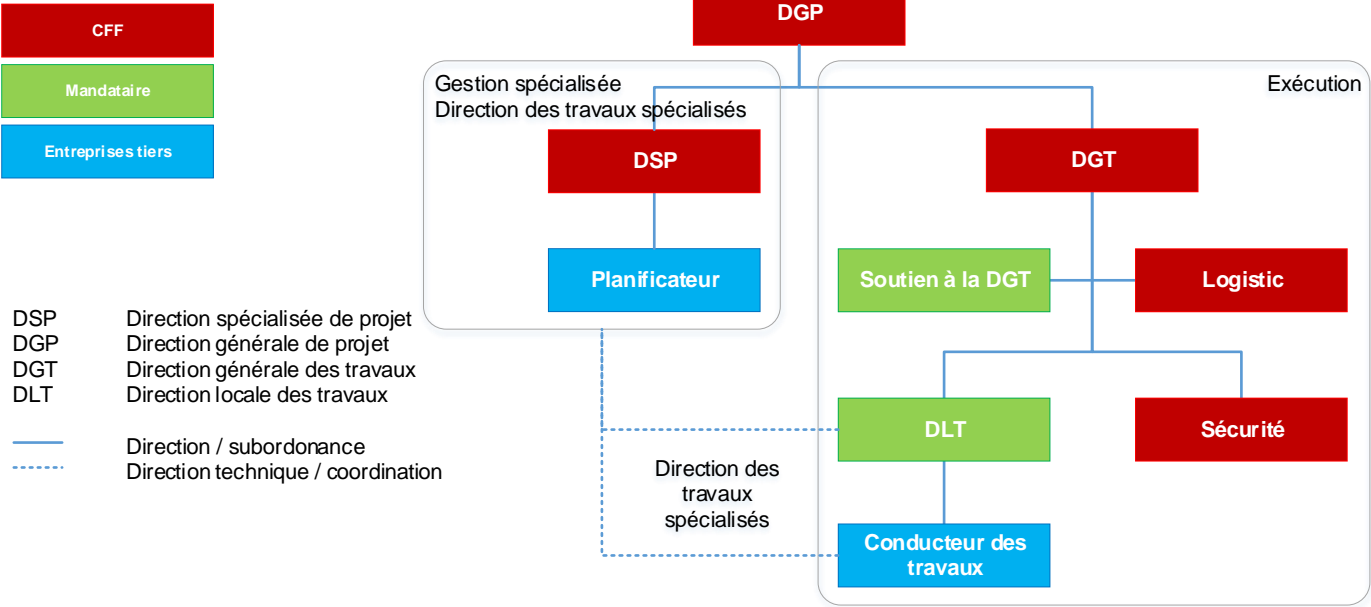 CFF
Mandataire
Entreprises tiers
DGP
Gestion spécialisée
Direction des travaux spécialisés
Exécution
DSP
DGT
Planificateur
Soutien à la DGT
Logistic
DSP Direction spécialisée de projet
DGP Direction générale de projet
DGT Direction générale des travaux
DLT Direction locale des travaux
Direction / subordonance
Direction technique / coordination
DLT
Sécurité
Direction des
travaux
spécialisés
Conducteur des
travaux